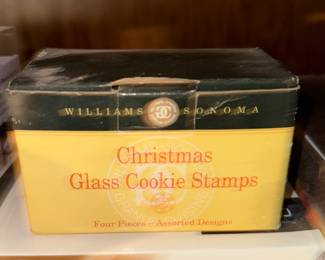 WILLIAMS SONOMA
Christmas
Glass Cookie Stamps
Four Pieces - Assorted Designs